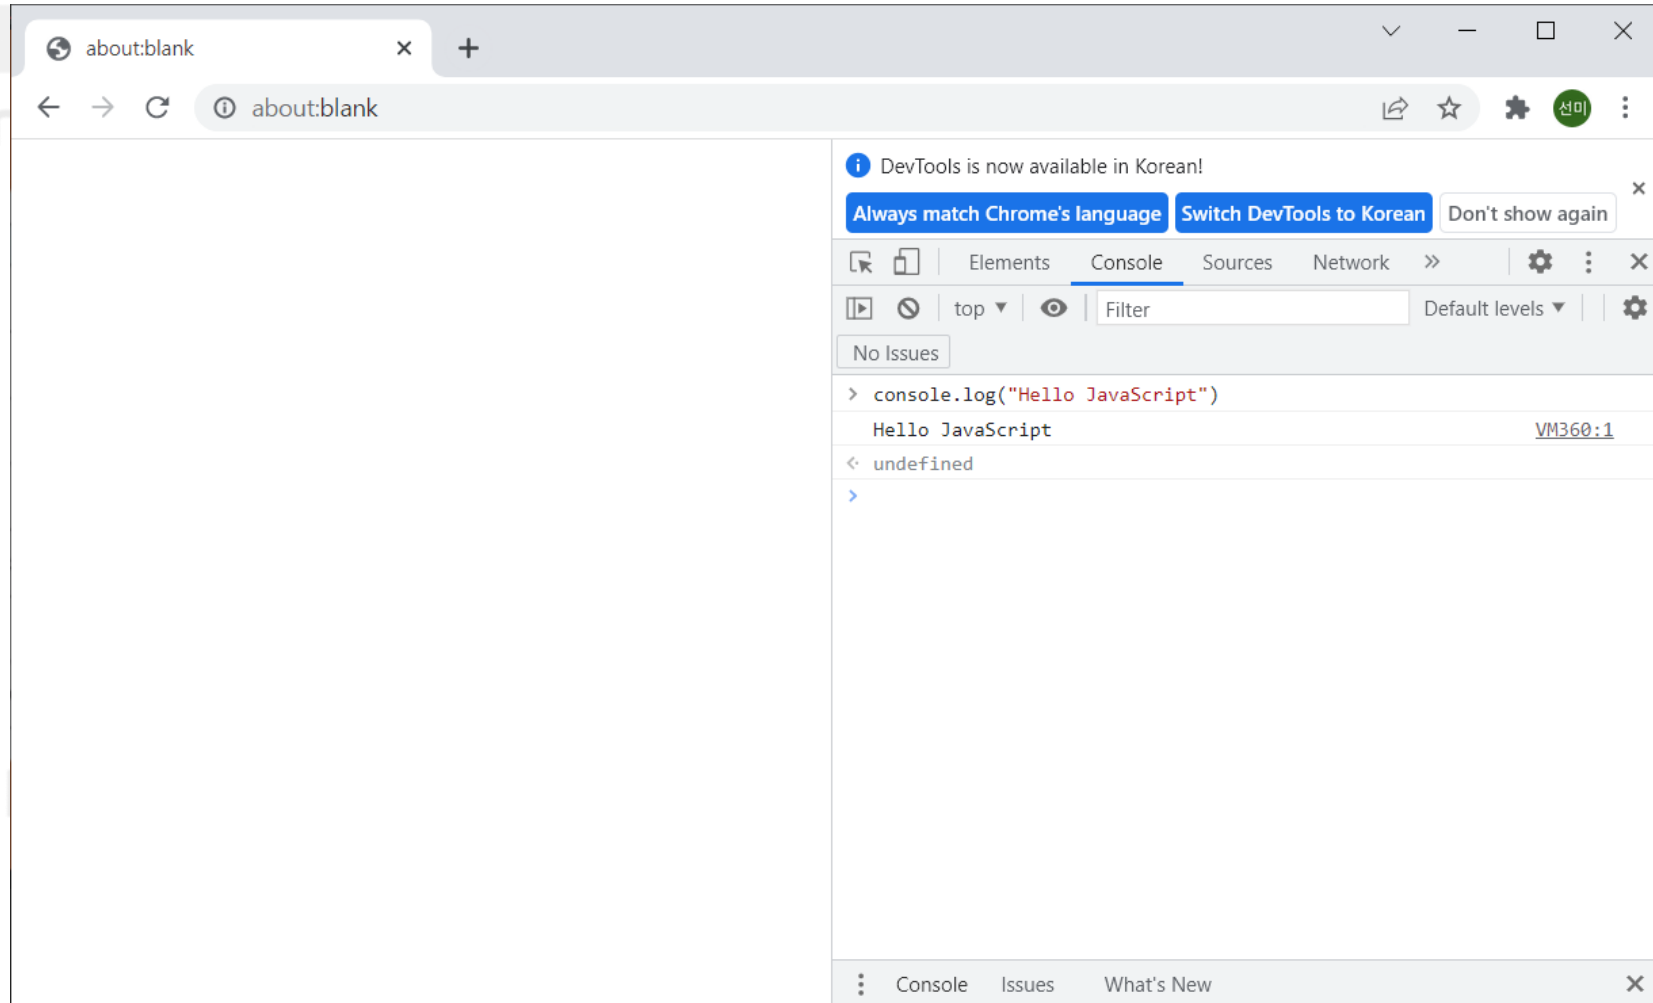 about:blank
about:blank
선미
DevTools is now available in Korean!
Always match Chrome's language Switch DevTools to Korean Don't show again
Elements Console Sources Network
top Filter Default levels
No Issues
console.log("Hello JavaScript")
Hello JavaScript VM360:1
undefined
Console Issues What's New